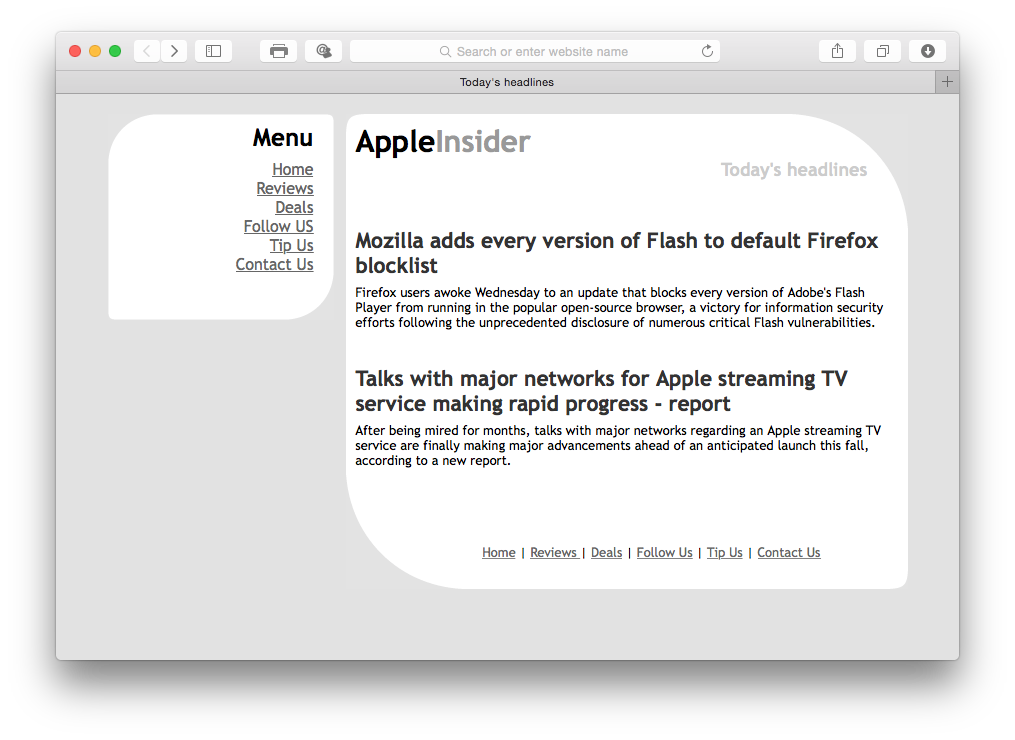 Search or enter website name
Today's headlines
Menu
Home
Reviews
Deals
Follow US
Tip Us
Contact Us
AppleInsider
Today's headlines
Mozilla adds every version of Flash to default Firefox
blocklist
Firefox users awoke Wednesday to an update that blocks every version of Adobe's Flash
Player from running in the popular open-source browser, a victory for information security
efforts following the unprecedented disclosure of numerous critical Flash vulnerabilities.
Talks with major networks for Apple streaming TV
service making rapid progress - report
After being mired for months, talks with major networks regarding an Apple streaming TV
service are finally making major advancements ahead of an anticipated launch this fall,
according to a new report.
Home | Reviews | Deals | Follow Us | Tip Us | Contact Us